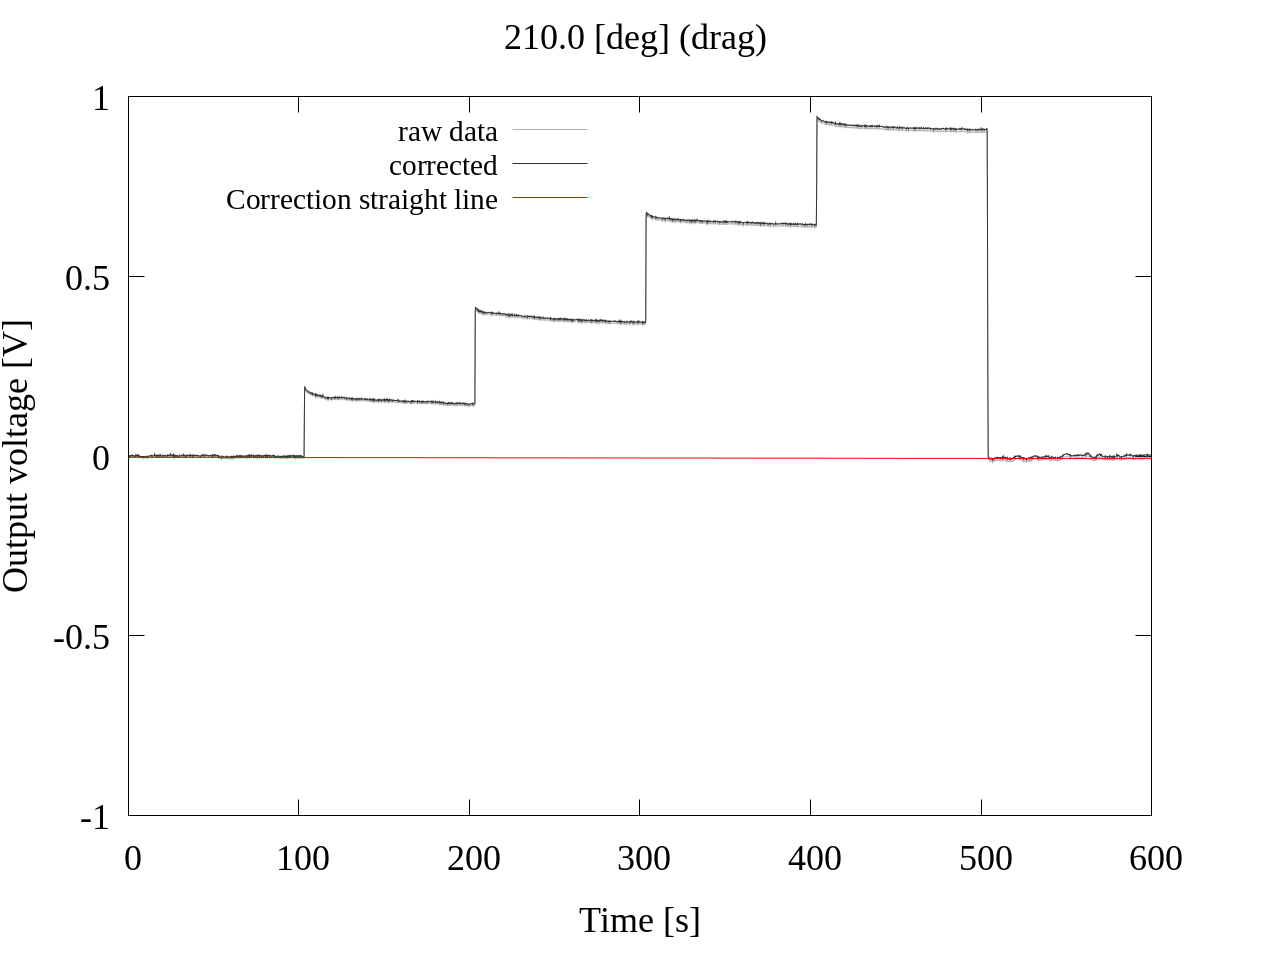 210.0 [deg] (drag)
raw data
corrected
Correction straight line
1
0.5
0
-0.5
-1
Output voltage [V]
0 100 200 300 400 500 600
Time [s]